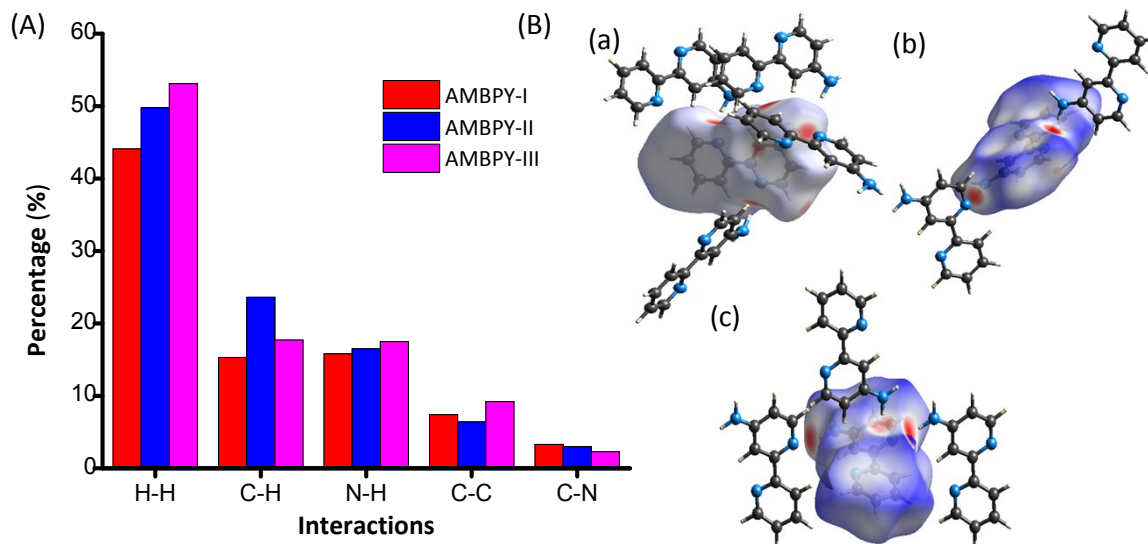 (A)
60
50
40
30
20
10
0
Percentage (%)
AMBPY-I
AMBPY-II
AMBPY-III
H-H C-H N-H C-C C-N
Interactions
(B)
(a)
(b)
(c)